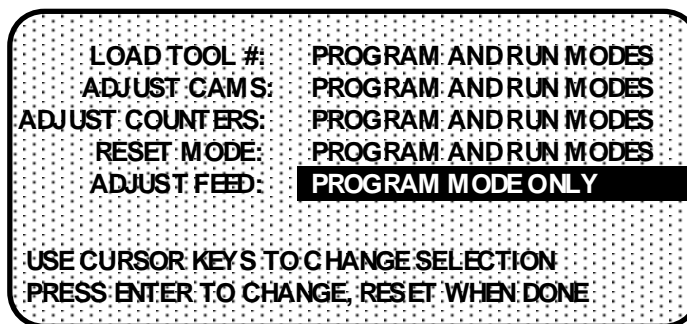 LOAD TOOL #: PROGRAM AND RUN MODES
ADJUST CAMS: PROGRAM AND RUN MODES
ADJUST COUNTERS: PROGRAM AND RUN MODES
RESET MODE: PROGRAM AND RUN MODES
ADJUST FEED: PROGRAM MODE ONLY
USE CURSOR KEYS TO CHANGE SELECTION
PRESS ENTER TO CHANGE, RESET WHEN DONE